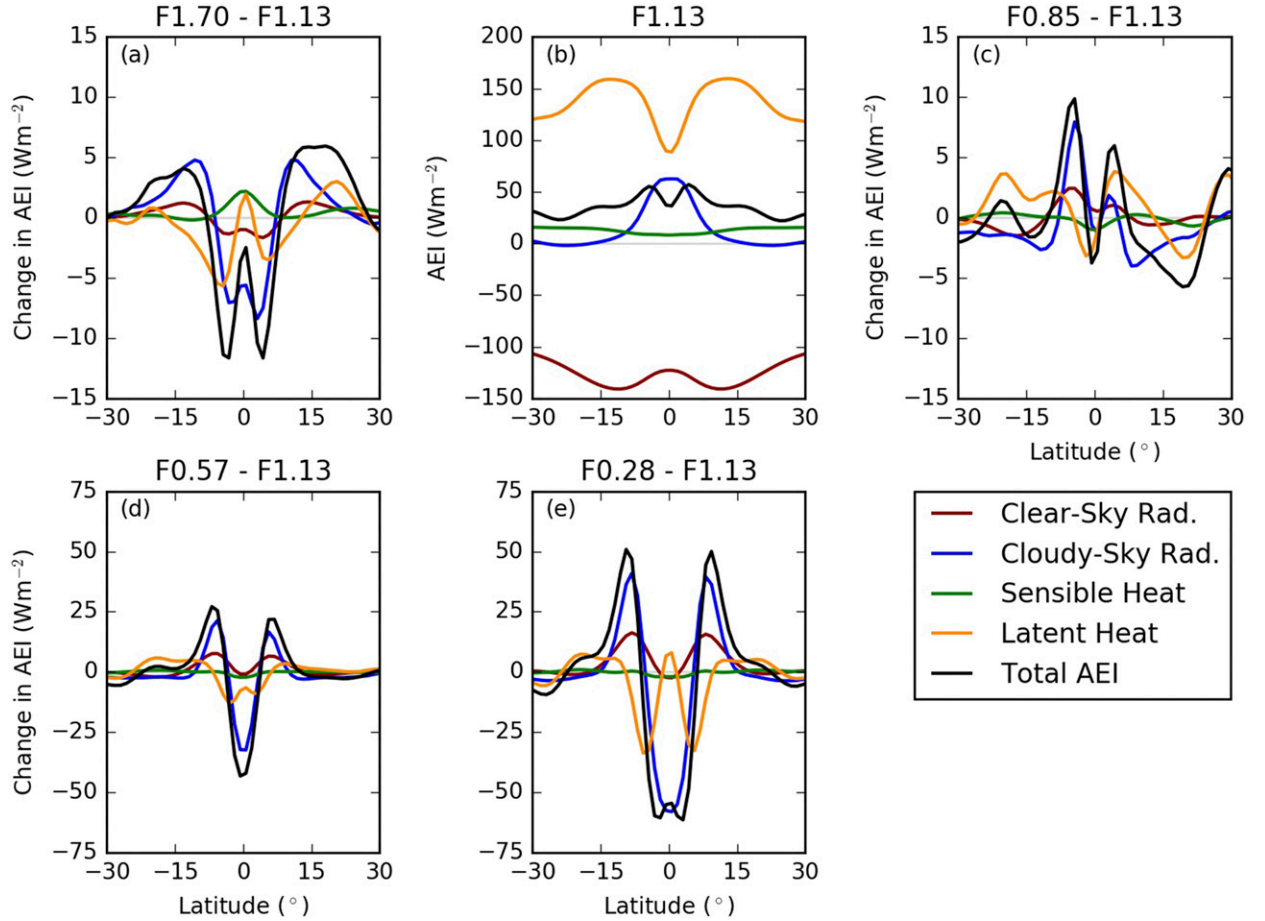 F1.70 - F1.13
F1.13
F0.85 - F1.13
(a)
(b)
(c)
Change in AEI (Wm−2)
15
10
5
0
−5
−10
−15
−30
−15
0
15
30
AEI (Wm−2)
200
150
100
50
0
−50
−100
−150
−30
−15
0
15
30
Change in AEI (Wm−2)
15
10
5
0
−5
−10
−15
−30
−15
0
15
30
Latitude (°)
F0.57 - F1.13
F0.28 - F1.13
(d)
(e)
Change in AEI (Wm−2)
75
50
25
0
−25
−50
−75
−30
−15
0
15
30
Latitude (°)
75
50
25
0
−25
−50
−75
−30
−15
0
15
30
Latitude (°)
Clear-Sky Rad.
Cloudy-Sky Rad.
Sensible Heat
Latent Heat
Total AEI